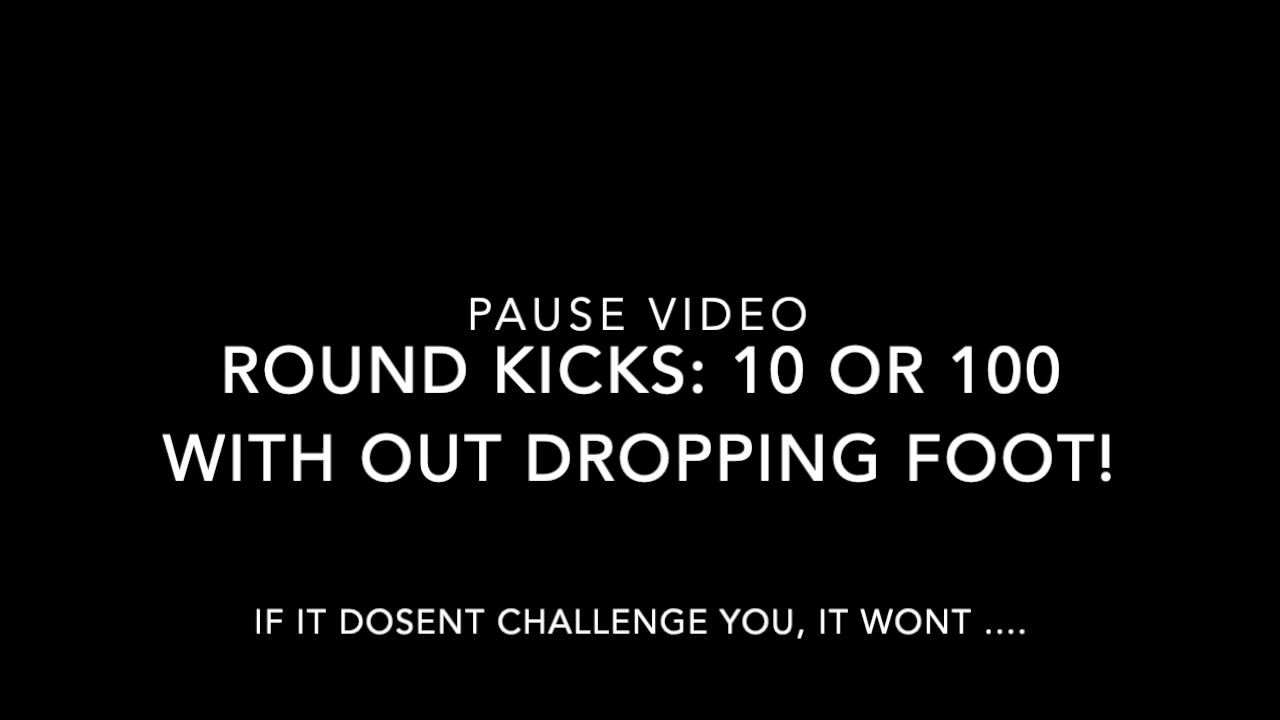 PAUSE VIDEO
ROUND KICKS: 10 OR 100
WITH OUT DROPPING FOOT!
IF IT DOSENT CHALLENGE YOU, IT WONT ....